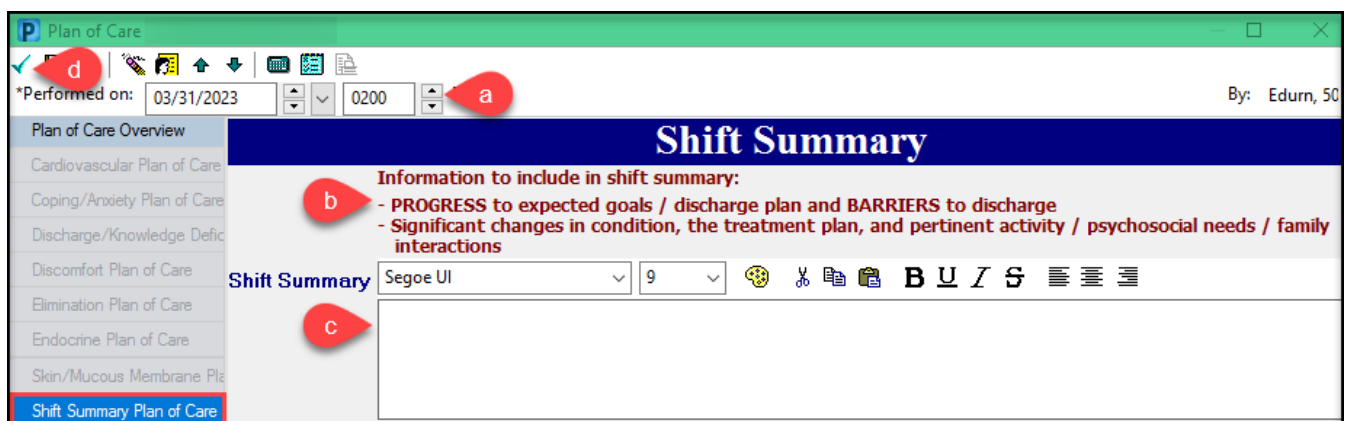 P Plan of Care
d
*Performed on: 03/31/2023 0200 a By: Edurn, 50
Plan of Care Overview
Shift Summary
Cardiovascular Plan of Care
Information to include in shift summary:
Coping/Anxiety Plan of Care
b
- PROGRESS to expected goals / discharge plan and BARRIERS to discharge
Discharge/Knowledge Defic
- Significant changes in condition, the treatment plan, and pertinent activity / psychosocial needs / family
interactions
Discomfort Plan of Care
Shift Summary Segoe UI 9 B U I S
Elimination Plan of Care
c
Endocrine Plan of Care
Skin/Mucous Membrane Pla
Shift Summary Plan of Care